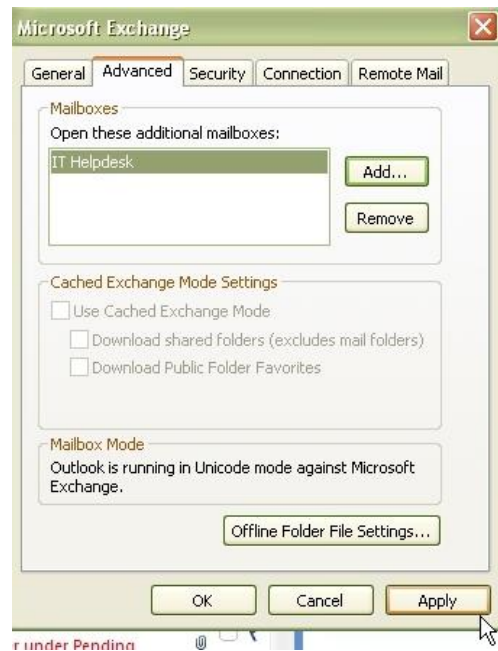 Microsoft Exchange
General Advanced Security Connection Remote Mail
Mailboxes
Open these additional mailboxes:
IT Helpdesk
Add...
Remove
Cached Exchange Mode Settings
Use Cached Exchange Mode
Download shared folders (excludes mail folders)
Download Public Folder Favorites
Mailbox Mode
Outlook is running in Unicode mode against Microsoft
Exchange.
Offline Folder File Settings...
OK Cancel Apply
r under Pending